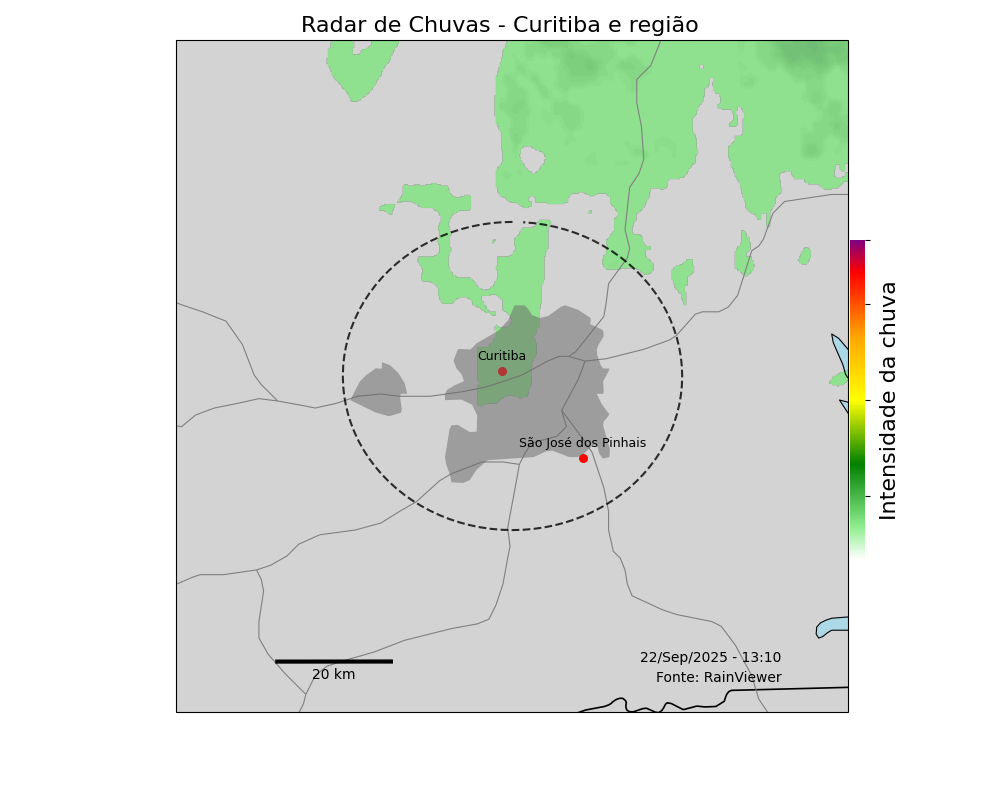 Radar de Chuvas - Curitiba e região
Curitiba
São José dos Pinhais
Intensidade da chuva
22/Sep/2025 - 13:10
Fonte: RainViewer
20 km